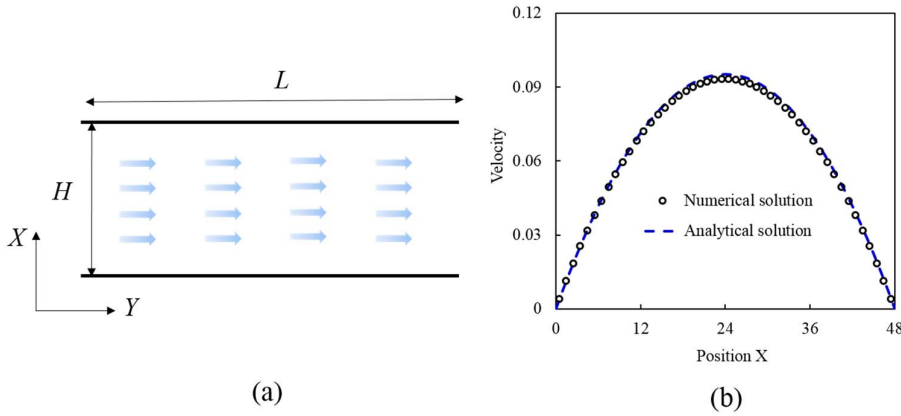 L
H
X
Y
(a)
0.12
0.09
0.06
0.03
0
Velocity
Numerical solution
Analytical solution
0 12 24 36 48
Position X
(b)